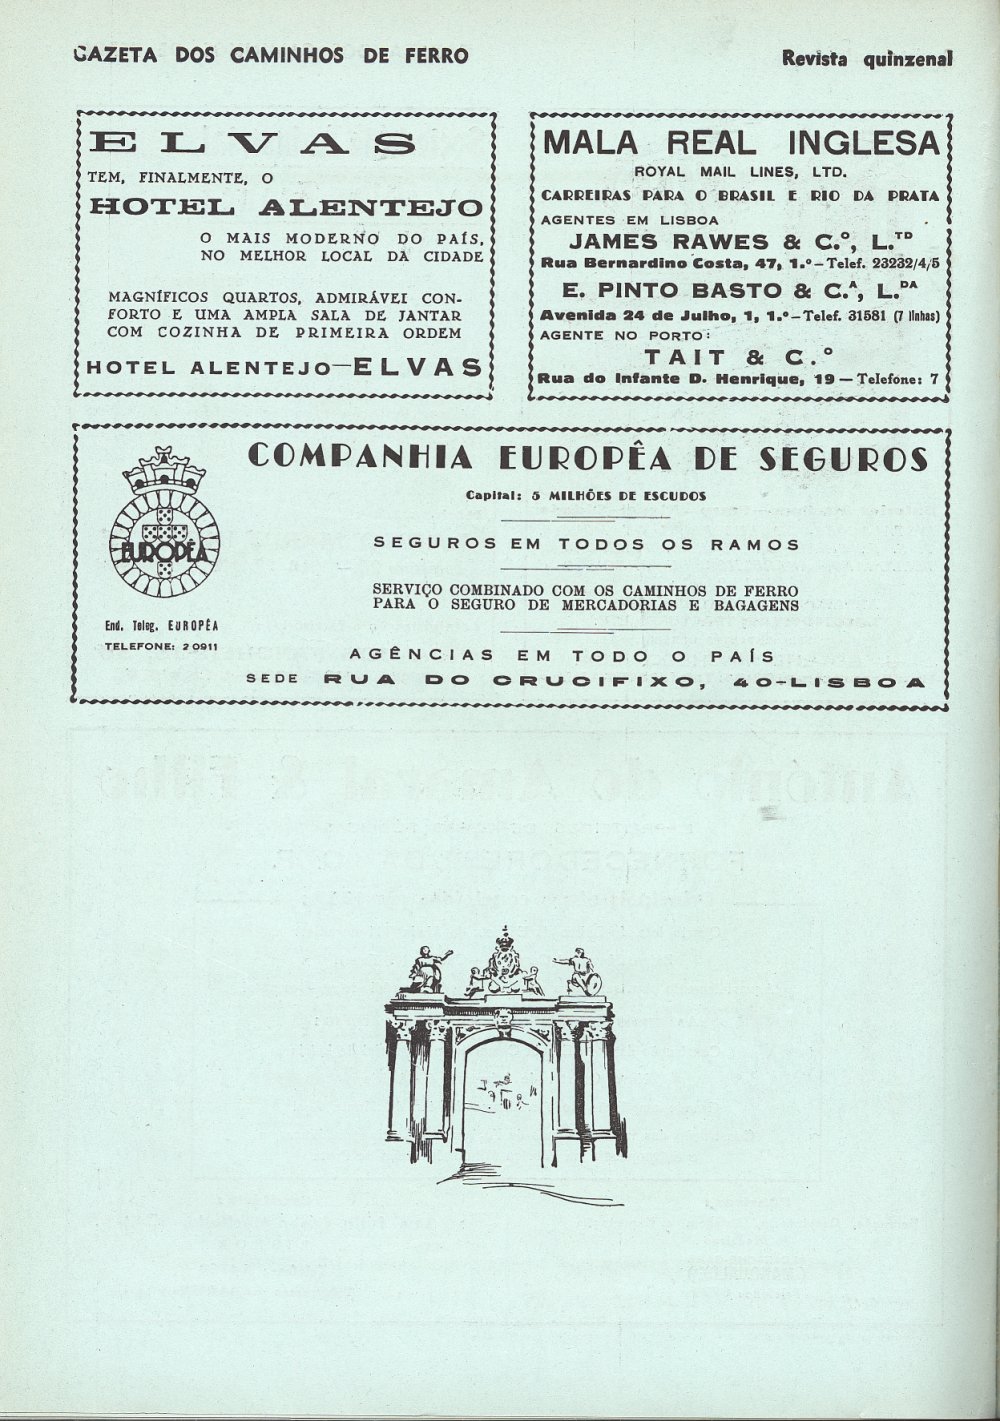 GAZETA DOS CAMINHOS DE FERRO
Revista quinzenal
ELVAS
TEM, FINALMENTE, O
HOTEL ALENTEJO
O MAIS MODERNO DO PAÍS,
NO MELHOR LOCAL DA CIDADE
MAGNÍFICOS QUARTOS, ADMIRÁVEI CON-
FORTO E UMA AMPLA SALA DE JANTAR
COM COZINHA DE PRIMEIRA ORDEM
HOTEL ALENTEJO—ELVAS
MALA REAL INGLESA
ROYAL MAIL LINES, LTD.
CARREIRAS PARA O BRASIL E RIO DA PRATA
AGENTES EM LISBOA
JAMES RAWES & C.º, L.TD
Rua Bernardino Costa, 47, 1.º—Telef. 23232/4/5
E. PINTO BASTO & C.A, L.DA
Avenida 24 de Julho, 1, 1.º—Telef. 31581 (7 linhas)
AGENTE NO PORTO:
TAIT & C.º
Rua do Infante D. Henrique, 19 — Telefone: 7
COMPANHIA EUROPÊA DE SEGUROS
Capital: 5 MILHÕES DE ESCUDOS
SEGUROS EM TODOS OS RAMOS
SERVIÇO COMBINADO COM OS CAMINHOS DE FERRO
PARA O SEGURO DE MERCADORIAS E BAGAGENS
AGÊNCIAS EM TODO O PAÍS
SEDE RUA DO CRUCIFIXO, 40—LISBOA
EUROPÊA
End. Teleg. EUROPÊA
TELEFONE: 20911